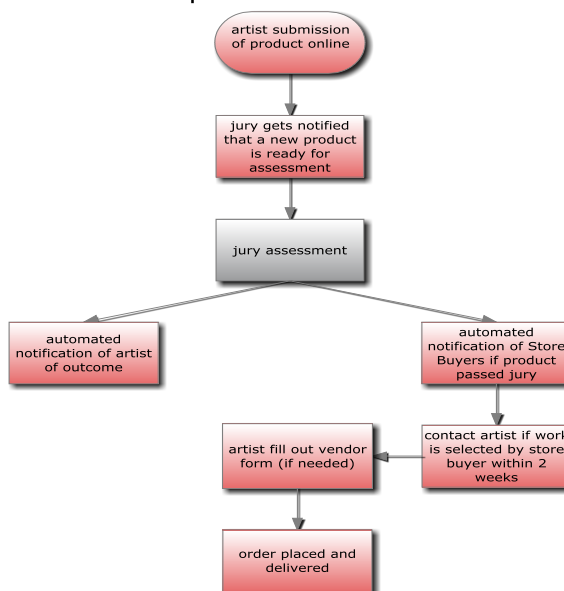 artist submission
of product online
jury gets notified
that a new product
is ready for
assessment
jury assessment
automated
notification of artist
of outcome
automated
notification of Store
Buyers if product
passed jury
contact artist if work
is selected by store
buyer within 2
weeks
artist fill out vendor
form (if needed)
order placed and
delivered